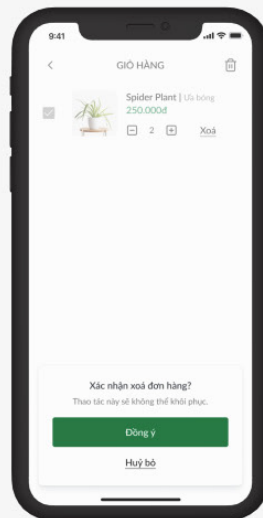 9:41
GIỎ HÀNG
Spider Plant | Ưa bóng
250.000đ
2
Xoá
Xác nhận xoá đơn hàng?
Thao tác này sẽ không thể khôi phục.
Đồng ý
Huỷ bỏ